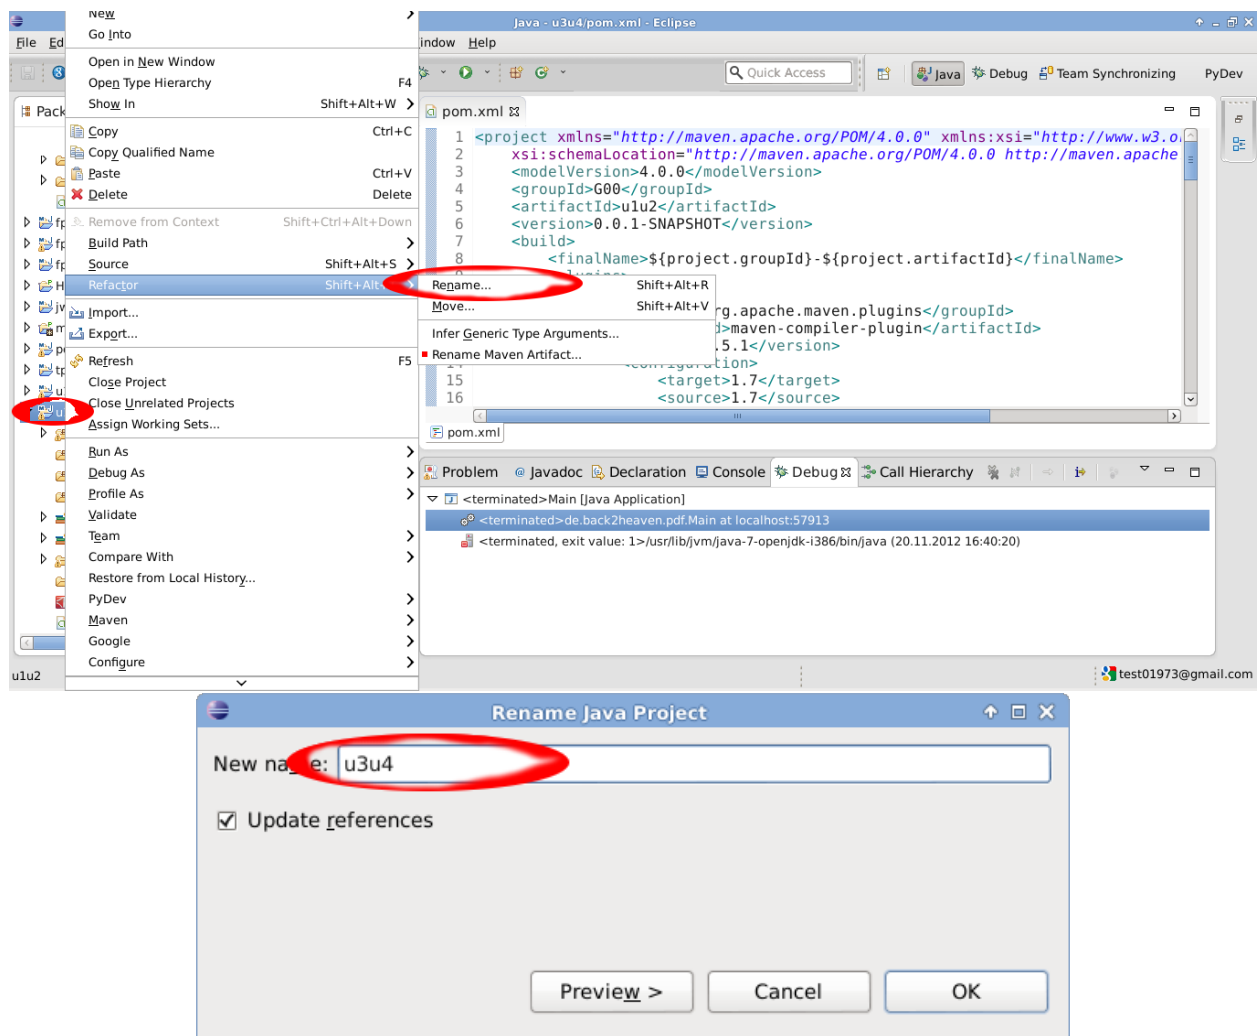 New
Java - u3u4/pom.xml - Eclipse
File Ed
Go Into
indow Help
Open in New Window
Open Type Hierarchy F4
Show In Shift+Alt+W
Quick Access
Java Debug Team Synchronizing PyDev
Pack
Copy Ctrl+C
Copy Qualified Name
Paste Ctrl+V
Delete Delete
Remove from Context Shift+Ctrl+Alt+Down
Build Path
Source Shift+Alt+S
Refactor Shift+Alt+
Import...
Export...
Refresh F5
Close Project
Close Unrelated Projects
Assign Working Sets...
Run As
Debug As
Profile As
Validate
Team
Compare With
Restore from Local History...
PyDev
Maven
Google
Configure
fp
fp
fp
H
jw
m
po
tp
u
u
Rename... Shift+Alt+R
Move... Shift+Alt+V
Infer Generic Type Arguments...
Rename Maven Artifact...
pom.xml
1 <project xmlns="http://maven.apache.org/POM/4.0.0" xmlns:xsi="http://www.w3.o
2 xsi:schemaLocation="http://maven.apache.org/POM/4.0.0 http://maven.apache
3 <modelVersion>4.0.0</modelVersion>
4 <groupId>G00</groupId>
5 <artifactId>u1u2</artifactId>
6 <version>0.0.1-SNAPSHOT</version>
7 <build>
8 <finalName>${project.groupId}-${project.artifactId}</finalName>
rg.apache.maven.plugins</groupId>
d>maven-compiler-plugin</artifactId>
.5.1</version>
14 <configuration>
15 <target>1.7</target>
16 <source>1.7</source>
pom.xml
Problem @ Javadoc Declaration Console Debug Call Hierarchy
<terminated>Main [Java Application]
<terminated>de.back2heaven.pdf.Main at localhost:57913
<terminated, exit value: 1>/usr/lib/jvm/java-7-openjdk-i386/bin/java (20.11.2012 16:40:20)
u1u2
test01973@gmail.com
Rename Java Project
New na e: u3u4
Update references
Preview > Cancel OK